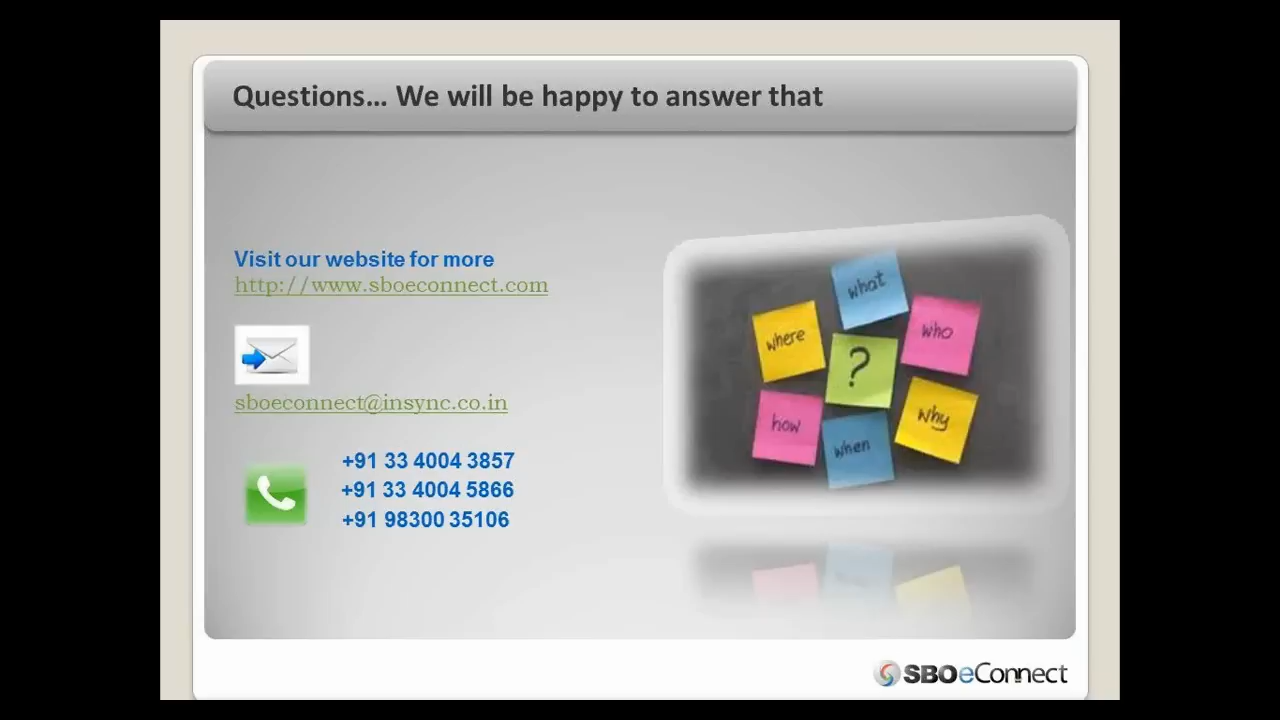 Questions... We will be happy to answer that
Visit our website for more
http://www.sboeconnect.com
sboeconnect@insync.co.in
+91 33 4004 3857
+91 33 4004 5866
+91 98300 35106
what
where
who
?
how
why
when
SBOeConnect